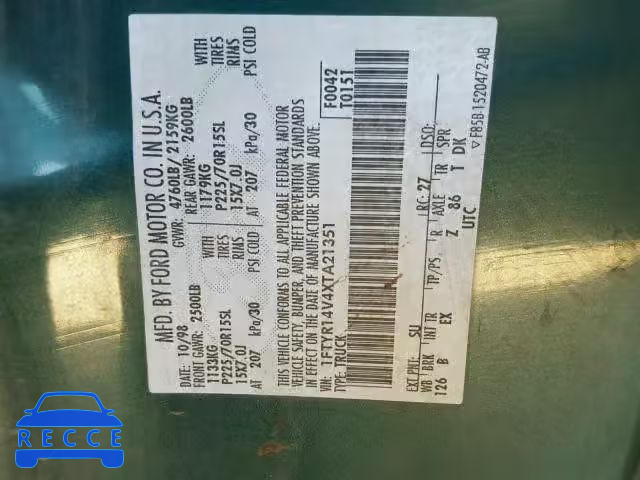 MFD. BY FORD MOTOR CO. IN U.S.A.
DATE: 10/98 GVWR: 4760LB/ 2159KG
FRONT GAWR: 2500LB REAR GAWR: 2600LB
1133KG 1179KG WITH
P225/70R15SL TIRES P225/70R15SL TIRES
15X7.0J RIMS 15X7.0J RIMS
AT 207 kPa/30 PSI COLD AT 207 kPa/30 PSI COLD
THIS VEHICLE CONFORMS TO ALL APPLICABLE FEDERAL MOTOR
VEHICLE SAFETY, BUMPER, AND THEFT PREVENTION STANDARDS
IN EFFECT ON THE DATE OF MANUFACTURE SHOWN ABOVE.
VIN: 1FTYR14V4XTA21351 F0042
TYPE: TRUCK T0151
EXT PNT: SU RC: 27 DSO:
WB BRK INT TR TP/PS R AXLE TR SPR
126 B EX Z 86 T DK
UTC
▽ F85B-1520472-AB
RECCE